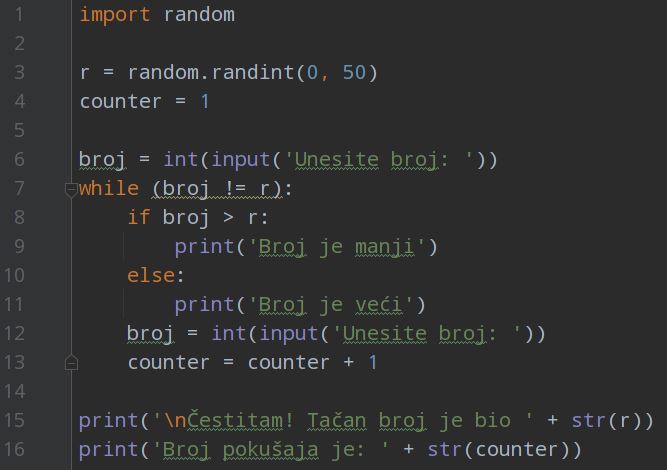 1 import random
2
3 r = random.randint(0, 50)
4 counter = 1
5
6 broj = int(input('Unesite broj: '))
7 while (broj != r):
8     if broj > r:
9         print('Broj je manji')
10     else:
11         print('Broj je veći')
12     broj = int(input('Unesite broj: '))
13     counter = counter + 1
14
15 print('\nČestitam! Tačan broj je bio ' + str(r))
16 print('Broj pokušaja je: ' + str(counter))